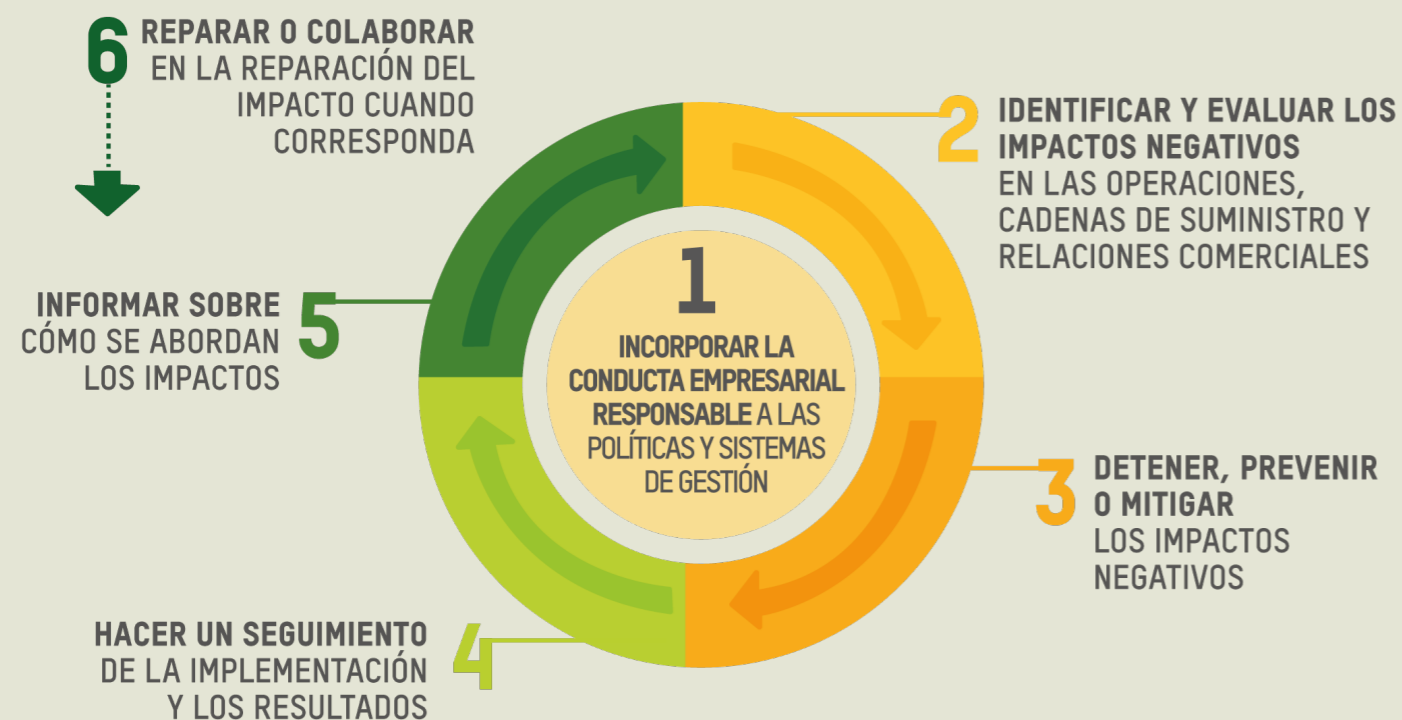 1
INCORPORAR LA
CONDUCTA EMPRESARIAL
RESPONSABLE A LAS
POLÍTICAS Y SISTEMAS
DE GESTIÓN
2
IDENTIFICAR Y EVALUAR LOS
IMPACTOS NEGATIVOS
EN LAS OPERACIONES,
CADENAS DE SUMINISTRO Y
RELACIONES COMERCIALES
3
DETENER, PREVENIR
O MITIGAR
LOS IMPACTOS
NEGATIVOS
4
HACER UN SEGUIMIENTO
DE LA IMPLEMENTACIÓN
Y LOS RESULTADOS
5
INFORMAR SOBRE
CÓMO SE ABORDAN
LOS IMPACTOS
6
REPARAR O COLABORAR
EN LA REPARACIÓN DEL
IMPACTO CUANDO
CORRESPONDA